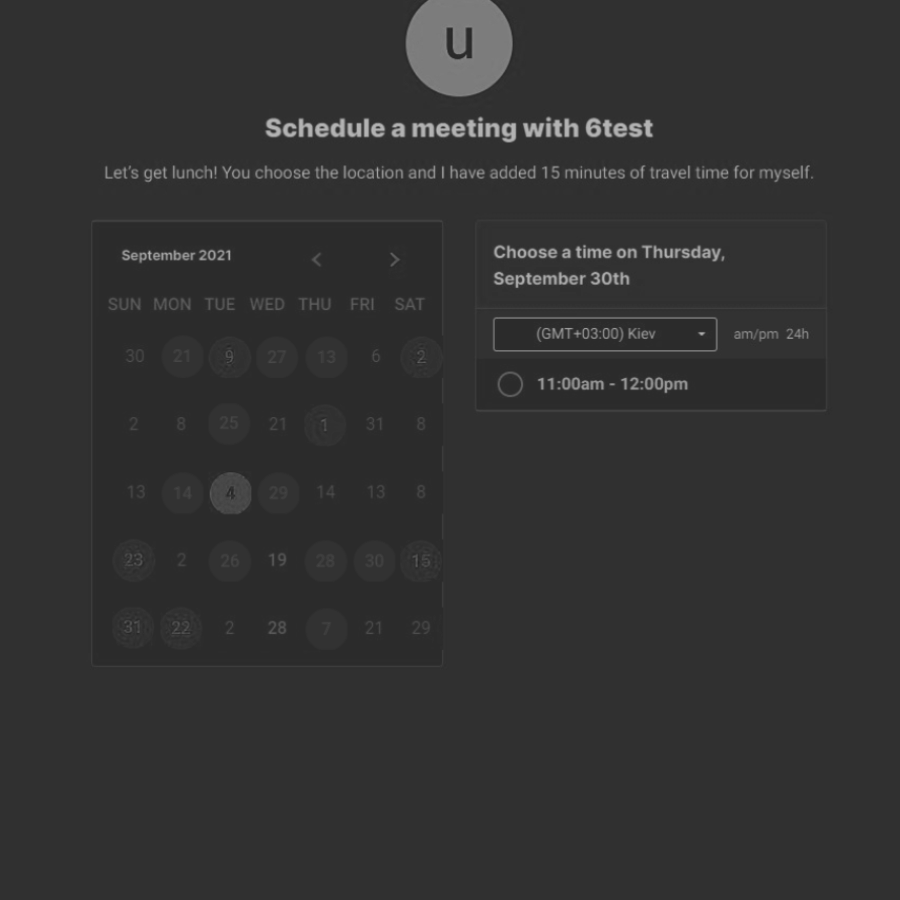 U
Schedule a meeting with 6test
Let's get lunch! You choose the location and I have added 15 minutes of travel time for myself.
September 2021
SUN MON TUE WED THU FRI SAT
30 21 9 27 13 6 2
2 8 25 21 1 31 8
13 14 4 29 14 13 8
23 2 26 19 28 30 15
31 22 2 28 7 21 29
Choose a time on Thursday,
September 30th
(GMT+03:00) Kiev am/pm 24h
11:00am - 12:00pm